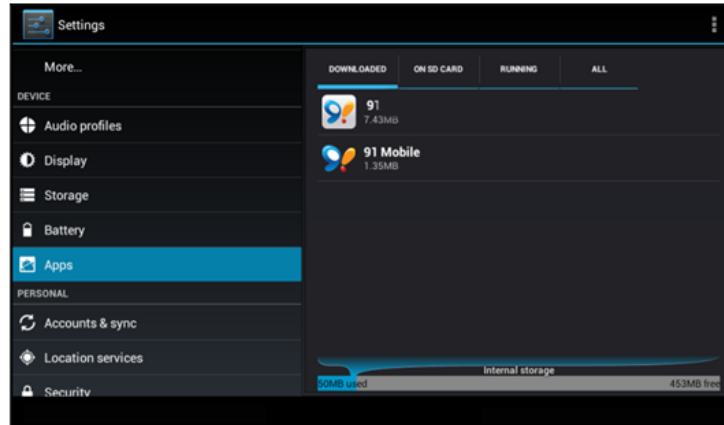 Settings
More...
DEVICE
Audio profiles
Display
Storage
Battery
Apps
PERSONAL
Accounts & sync
Location services
Security
DOWNLOADED ON SD CARD RUNNING ALL
91
7.43MB
91 Mobile
1.35MB
Internal storage
50MB used 453MB free